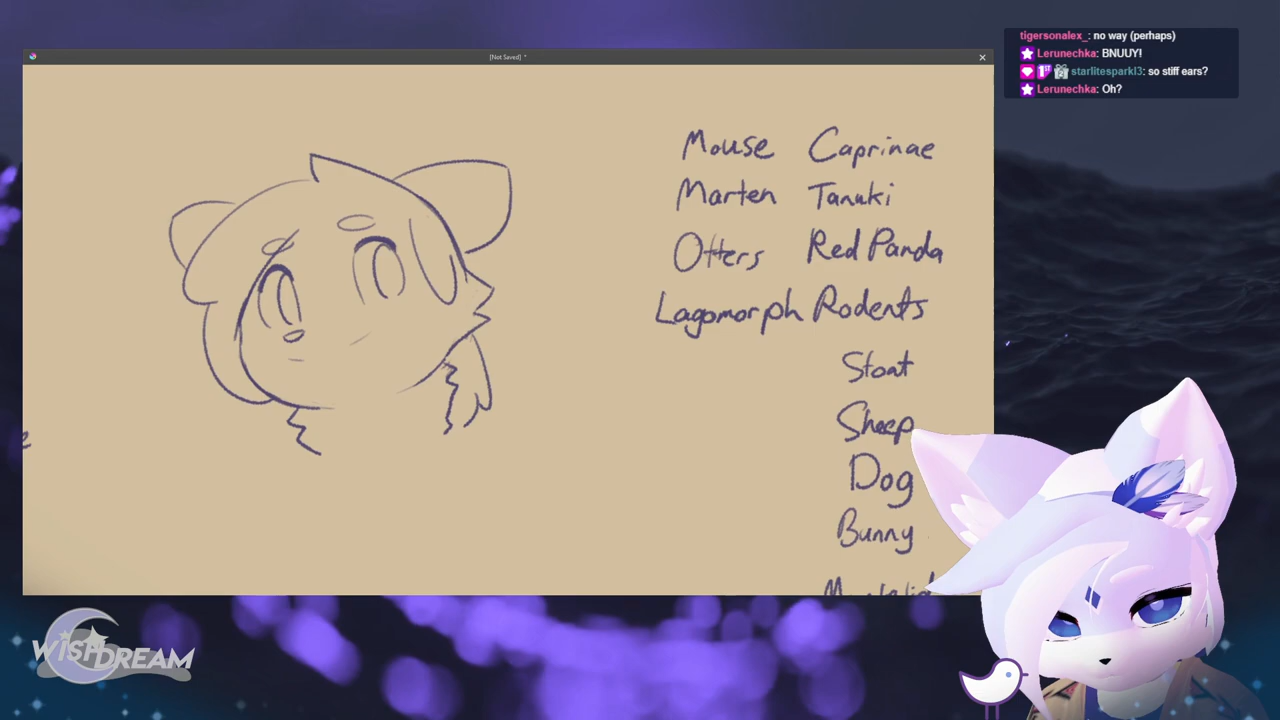 [Not Saved] *
tigersonalex_: no way (perhaps)
Lerunechka: BNUUY!
starlitesparkl3: so stiff ears?
Lerunechka: Oh?
Mouse Caprinae
Marten Tanuki
Otters Red Panda
Lagomorph Rodents
Stoat
Sheep
Dog
Bunny
WISHDREAM